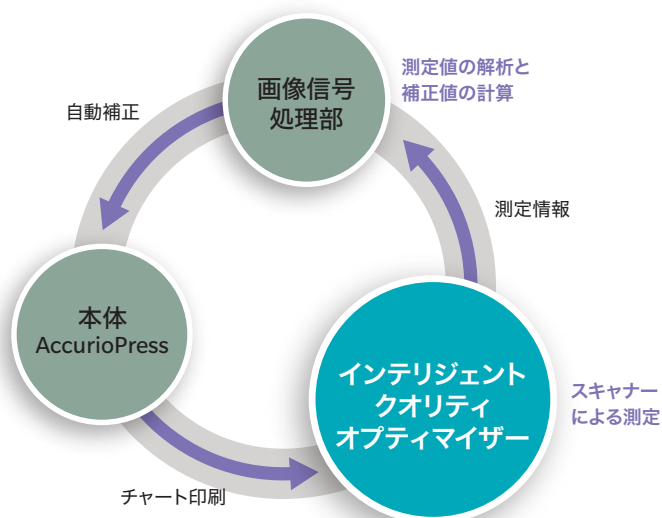 画像信号
処理部
測定値の解析と
補正値の計算
自動補正
測定情報
本体
AccurioPress
インテリジェント
クオリティ
オプティマイザー
スキャナー
による測定
チャート印刷